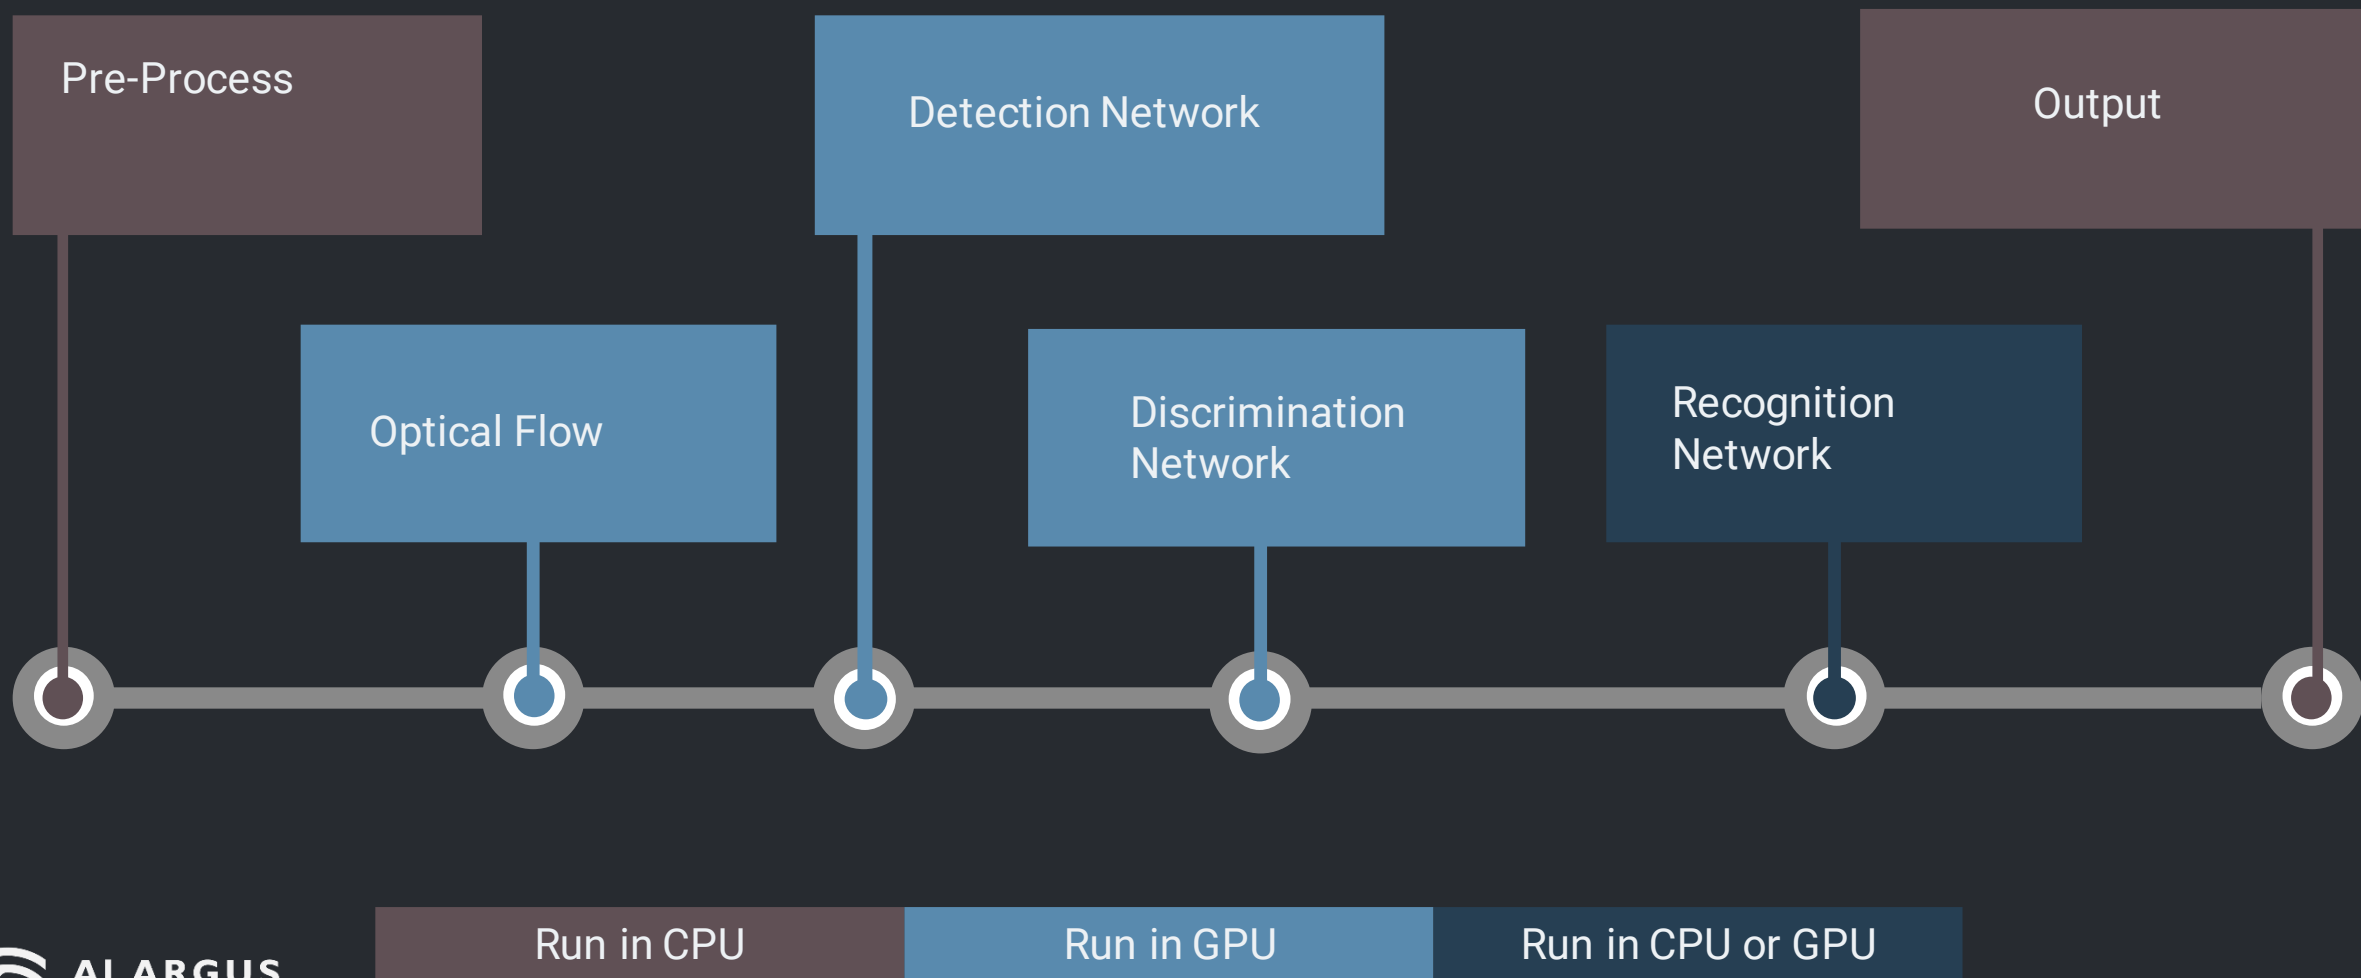 Pre-Process
Detection Network
Output
Optical Flow
Discrimination
Network
Recognition
Network
Run in CPU
Run in GPU
Run in CPU or GPU
ALARGUS